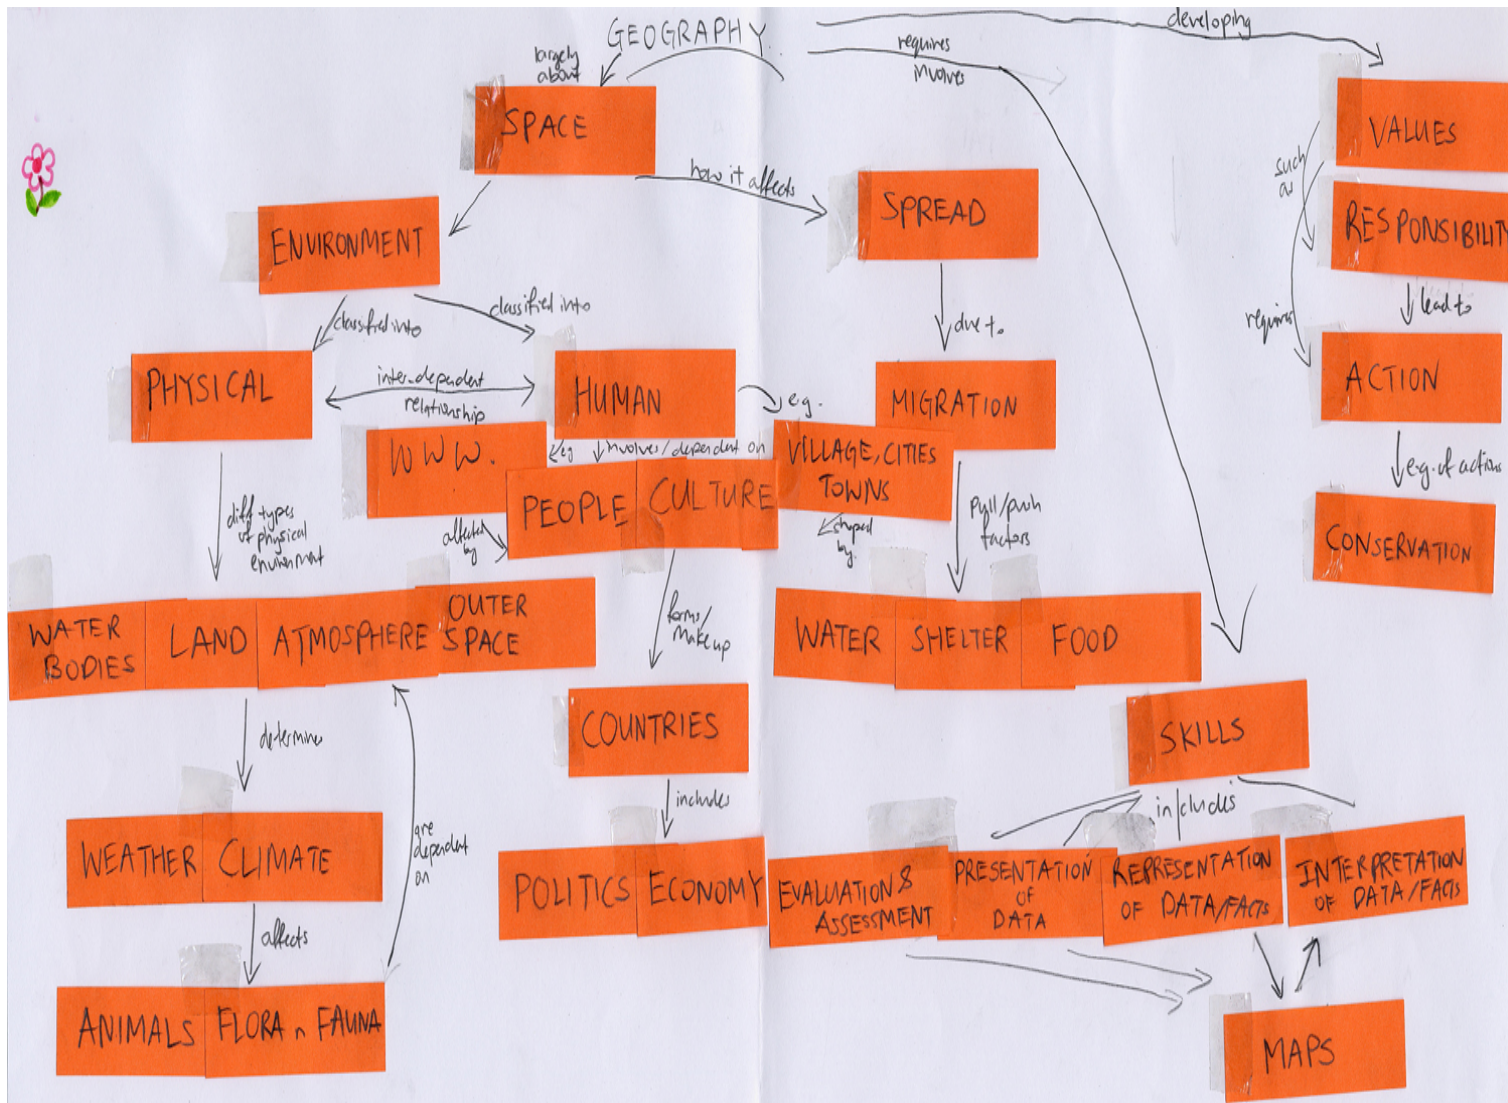 GEOGRAPHY
developing
requires
involves
largely
about
SPACE
VALUES
how it affects
such
as
SPREAD
RESPONSIBILITY
ENVIRONMENT
classified into
classified into
due to
lead to
requires
PHYSICAL
inter-dependent
relationship
HUMAN
e.g.
MIGRATION
ACTION
W W W.
eg
involves/dependent on
VILLAGE, CITIES
TOWNS
e.g. of actions
PEOPLE
CULTURE
diff types
of physical
environment
affected
by
shaped
by
pull/push
factors
CONSERVATION
WATER
BODIES
LAND
ATMOSPHERE
OUTER
SPACE
forms/
make up
WATER
SHELTER
FOOD
determines
COUNTRIES
SKILLS
includes
includes
are
dependent
on
WEATHER
CLIMATE
POLITICS
ECONOMY
EVALUATION &
ASSESSMENT
PRESENTATION
OF
DATA
REPRESENTATION
OF DATA/FACTS
INTERPRETATION
OF DATA/FACTS
affects
ANIMALS
FLORA n FAUNA
MAPS